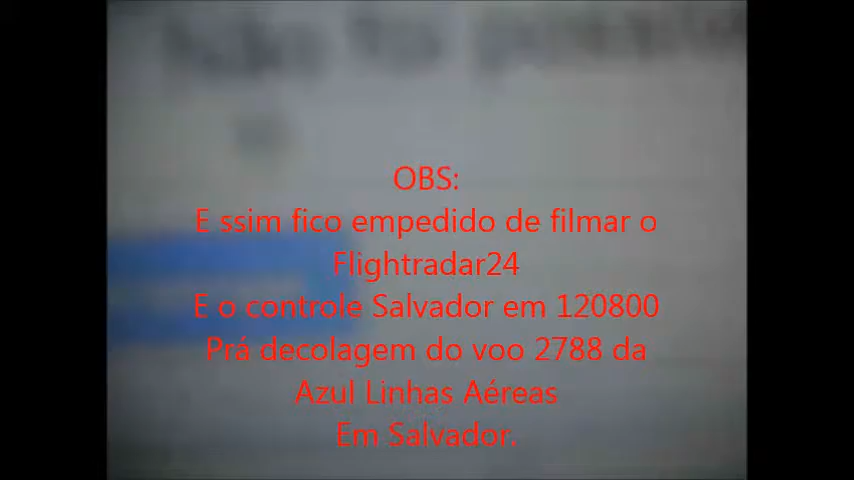 OBS:
E ssim fico empedido de filmar o
Flightradar24
E o controle Salvador em 120800
Prá decolagem do voo 2788 da
Azul Linhas Aéreas
Em Salvador.